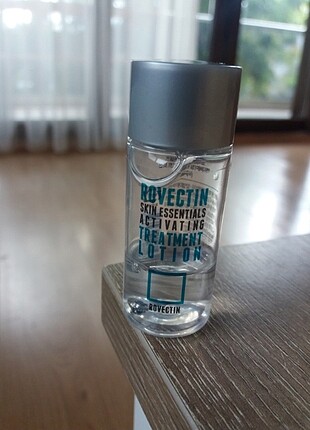 ROVECTIN
SKIN ESSENTIALS
ACTIVATING
TREATMENT
LOTION
ROVECTIN